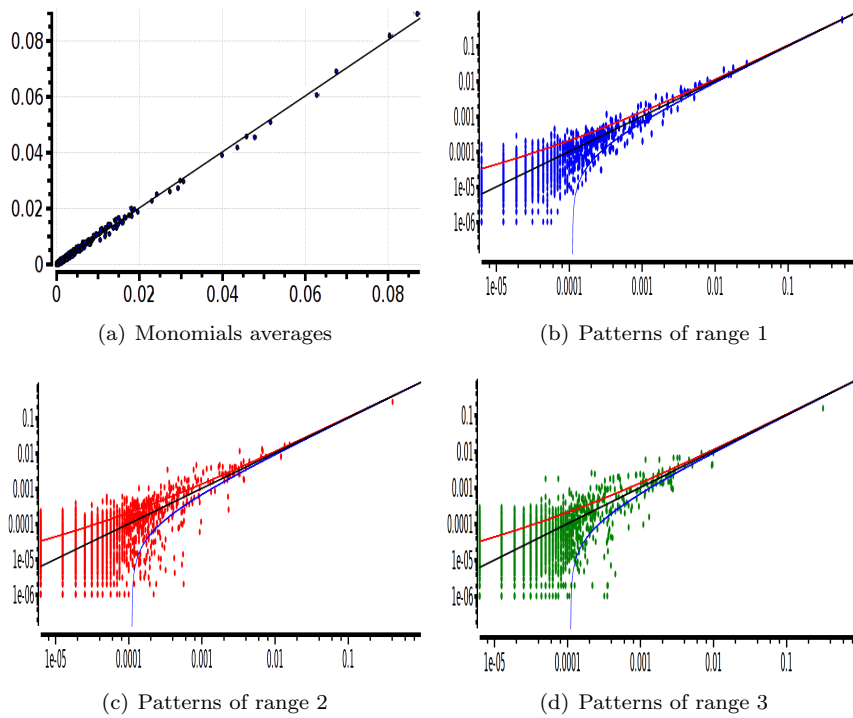 0.08
0.06
0.04
0.02
0
0 0.02 0.04 0.06 0.08
(a) Monomials averages
0.1
0.01
0.001
0.0001
1e-05
1e-06
1e-05 0.0001 0.001 0.01 0.1
(b) Patterns of range 1
0.1
0.01
0.001
0.0001
1e-05
1e-06
1e-05 0.0001 0.001 0.01 0.1
(c) Patterns of range 2
0.1
0.01
0.001
0.0001
1e-05
1e-06
1e-05 0.0001 0.001 0.01 0.1
(d) Patterns of range 3